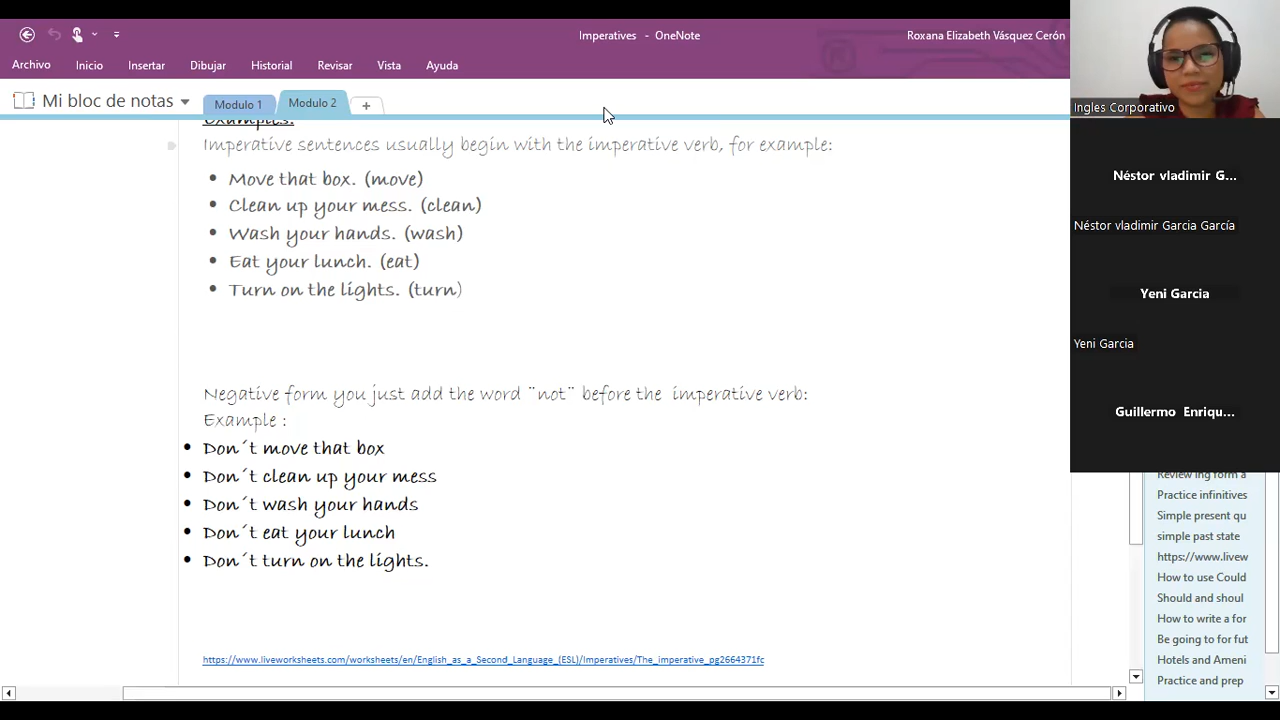 Imperatives - OneNote
Roxana Elizabeth Vásquez Cerón
Archivo Inicio Insertar Dibujar Historial Revisar Vista Ayuda
Mi bloc de notas Modulo 1 Modulo 2 +
Examples:
Imperative sentences usually begin with the imperative verb, for example:
• Move that box. (move)
• Clean up your mess. (clean)
• Wash your hands. (wash)
• Eat your lunch. (eat)
• Turn on the lights. (turn)
Negative form you just add the word ¨not¨ before the imperative verb:
Example :
• Don´t move that box
• Don´t clean up your mess
• Don´t wash your hands
• Don´t eat your lunch
• Don´t turn on the lights.
https://www.liveworksheets.com/worksheets/en/English_as_a_Second_Language_(ESL)/Imperatives/The_imperative_pg2664371fc
Ingles Corporativo
Néstor vladimir G...
Néstor vladimir Garcia García
Yeni Garcia
Yeni Garcia
Guillermo Enriqu...
Review ing form a
Practice infinitives
Simple present qu
simple past state
https://www.livew
How to use Could
Should and shoul
How to write a for
Be going to for fut
Hotels and Ameni
Practice and prep